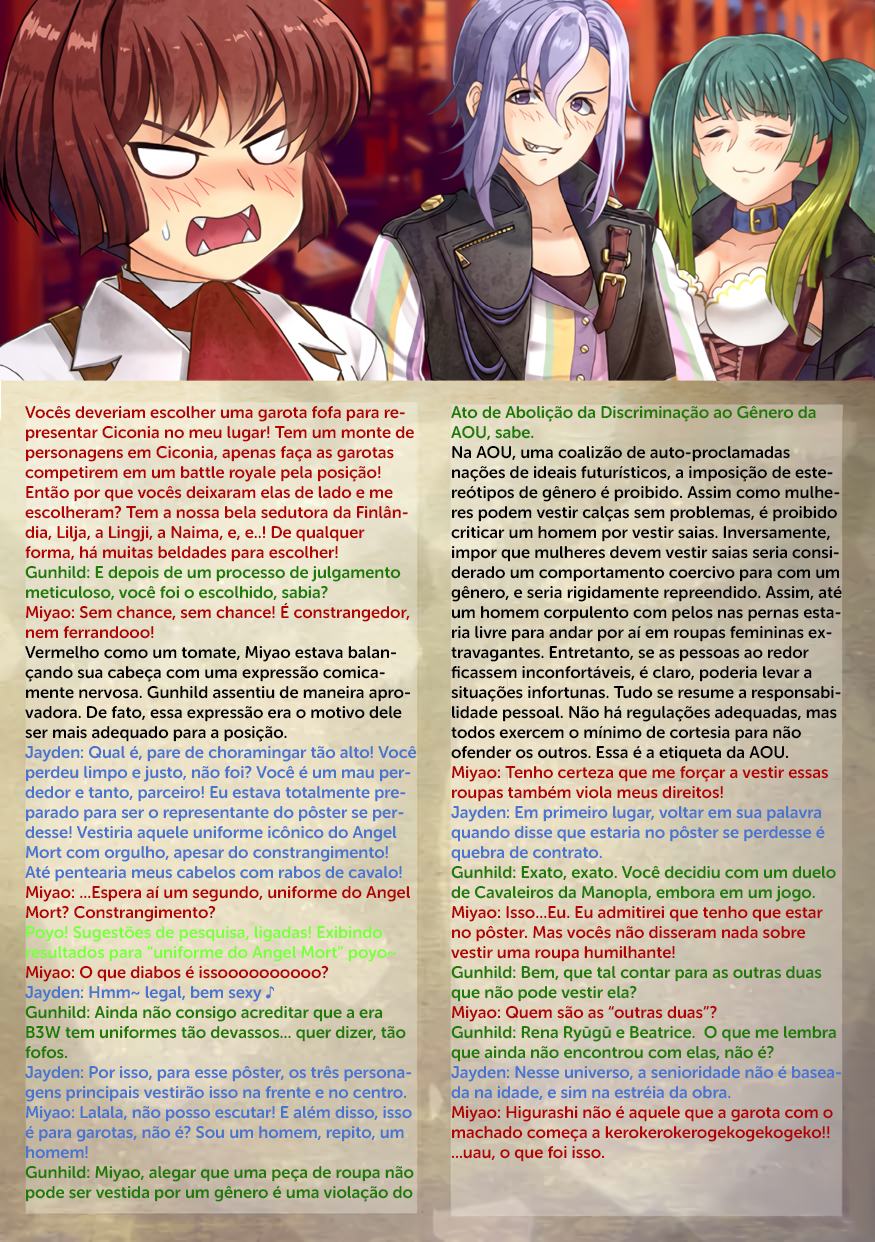 Vocês deveriam escolher uma garota fofa para re-
presentar Ciconia no meu lugar! Tem um monte de
personagens em Ciconia, apenas faça as garotas
competirem em um battle royale pela posição!
Então por que vocês deixaram elas de lado e me
escolheram? Tem a nossa bela sedutora da Finlân-
dia, Lilja, a Lingji, a Naima, e, e..! De qualquer
forma, há muitas beldades para escolher!
Gunhild: E depois de um processo de julgamento
meticuloso, você foi o escolhido, sabia?
Miyao: Sem chance, sem chance! É constrangedor,
nem ferrandooo!
Vermelho como um tomate, Miyao estava balan-
çando sua cabeça com uma expressão comica-
mente nervosa. Gunhild assentiu de maneira apro-
vadora. De fato, essa expressão era o motivo dele
ser mais adequado para a posição.
Jayden: Qual é, pare de choramingar tão alto! Você
perdeu limpo e justo, não foi? Você é um mau per-
dedor e tanto, parceiro! Eu estava totalmente pre-
parado para ser o representante do pôster se per-
desse! Vestiria aquele uniforme icônico do Angel
Mort com orgulho, apesar do constrangimento!
Até pentearia meus cabelos com rabos de cavalo!
Miyao: ...Espera aí um segundo, uniforme do Angel
Mort? Constrangimento?
Poyo! Sugestões de pesquisa, ligadas! Exibindo
resultados para "uniforme do Angel Mort" poyo~
Miyao: O que diabos é issoooooooooo?
Jayden: Hmm~ legal, bem sexy ♪
Gunhild: Ainda não consigo acreditar que a era
B3W tem uniformes tão devassos... quer dizer, tão
fofos.
Jayden: Por isso, para esse pôster, os três persona-
gens principais vestirão isso na frente e no centro.
Miyao: Lalala, não posso escutar! E além disso, isso
é para garotas, não é? Sou um homem, repito, um
homem!
Gunhild: Miyao, alegar que uma peça de roupa não
pode ser vestida por um gênero é uma violação do
Ato de Abolição da Discriminação ao Gênero da
AOU, sabe.
Na AOU, uma coalizão de auto-proclamadas
nações de ideais futurísticos, a imposição de este-
reótipos de gênero é proibido. Assim como mulhe-
res podem vestir calças sem problemas, é proibido
criticar um homem por vestir saias. Inversamente,
impor que mulheres devem vestir saias seria consi-
derado um comportamento coercivo para com um
gênero, e seria rigidamente repreendido. Assim, até
um homem corpulento com pelos nas pernas esta-
ria livre para andar por aí em roupas femininas ex-
travagantes. Entretanto, se as pessoas ao redor
ficassem inconfortáveis, é claro, poderia levar a
situações infortunas. Tudo se resume a responsabi-
lidade pessoal. Não há regulações adequadas, mas
todos exercem o mínimo de cortesia para não
ofender os outros. Essa é a etiqueta da AOU.
Miyao: Tenho certeza que me forçar a vestir essas
roupas também viola meus direitos!
Jayden: Em primeiro lugar, voltar em sua palavra
quando disse que estaria no pôster se perdesse é
quebra de contrato.
Gunhild: Exato, exato. Você decidiu com um duelo
de Cavaleiros da Manopla, embora em um jogo.
Miyao: Isso...Eu. Eu admitirei que tenho que estar
no pôster. Mas vocês não disseram nada sobre
vestir uma roupa humilhante!
Gunhild: Bem, que tal contar para as outras duas
que não pode vestir ela?
Miyao: Quem são as "outras duas"?
Gunhild: Rena Ryūgū e Beatrice. O que me lembra
que ainda não encontrou com elas, não é?
Jayden: Nesse universo, a senioridade não é basea-
da na idade, e sim na estréia da obra.
Miyao: Higurashi não é aquele que a garota com o
machado começa a kerokerokerogekogekogeko!!
...uau, o que foi isso.